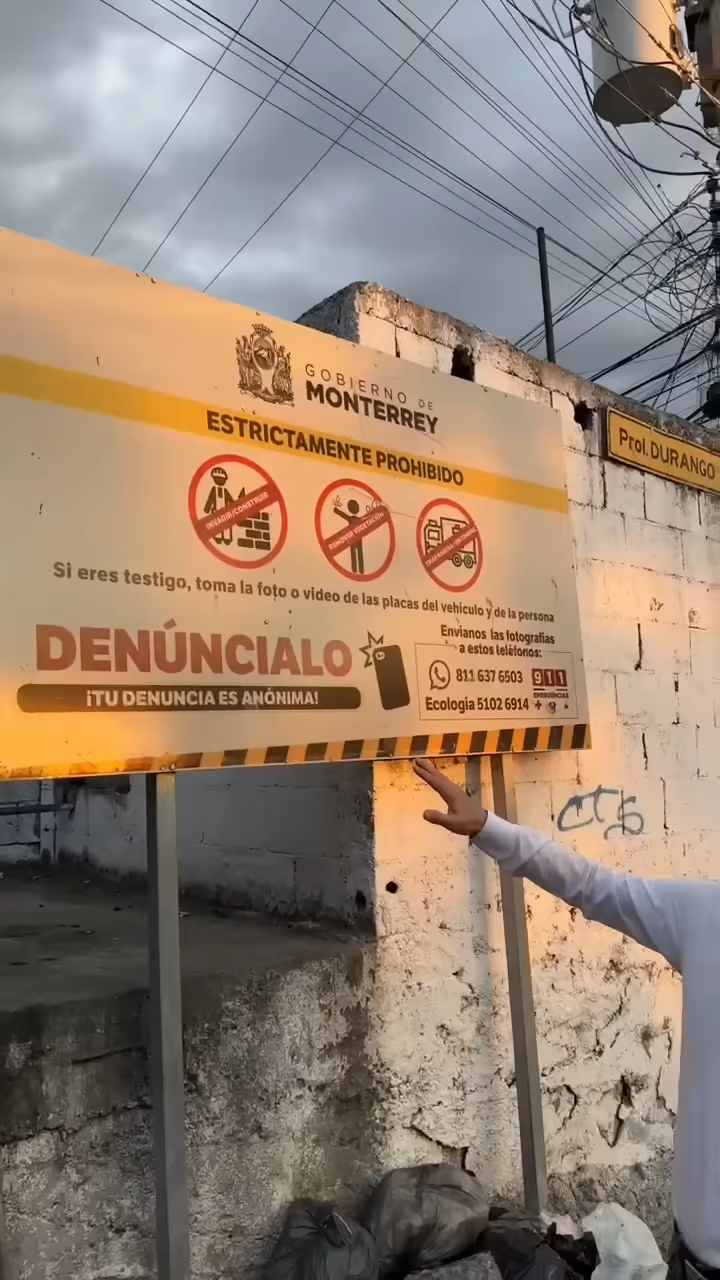 GOBIERNO DE
MONTERREY
ESTRICTAMENTE PROHIBIDO
INVADIR/CONSTRUIR
REMOVER VEGETACIÓN
Si eres testigo, toma la foto o video de las placas del vehículo y de la persona
DENÚNCIALO
¡TU DENUNCIA ES ANÓNIMA!
Envíanos las fotografías
a estos teléfonos:
811 637 6503
911
EMERGENCIAS
Ecología 5102 6914
Prol. DURANGO
CTS